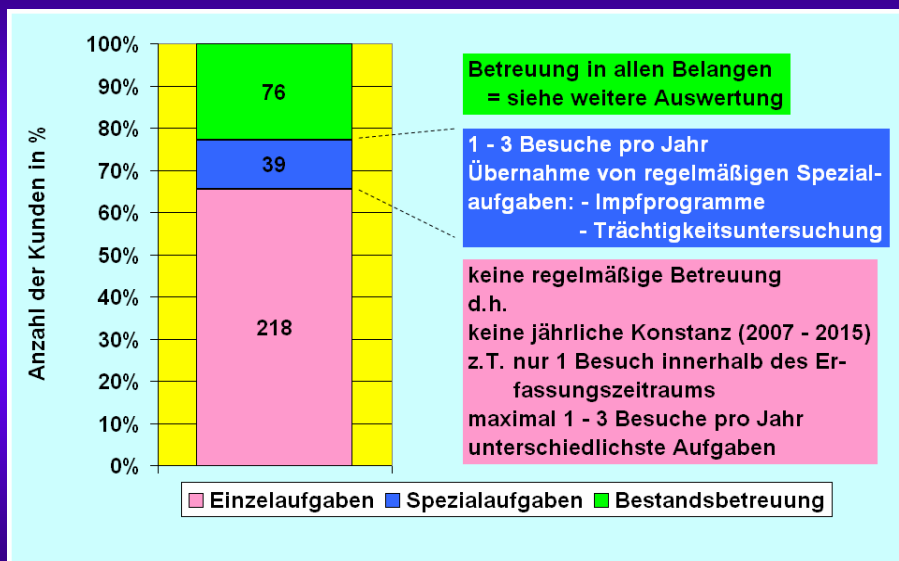 Anzahl der Kunden in %
100%
90%
80%
70%
60%
50%
40%
30%
20%
10%
0%
76
39
218
Betreuung in allen Belangen
= siehe weitere Auswertung
1 - 3 Besuche pro Jahr
Übernahme von regelmäßigen Spezial-
aufgaben: - Impfprogramme
- Trächtigkeitsuntersuchung
keine regelmäßige Betreuung
d.h.
keine jährliche Konstanz (2007 - 2015)
z.T. nur 1 Besuch innerhalb des Er-
fassungszeitraums
maximal 1 - 3 Besuche pro Jahr
unterschiedlichste Aufgaben
Einzelaufgaben Spezialaufgaben Bestandsbetreuung